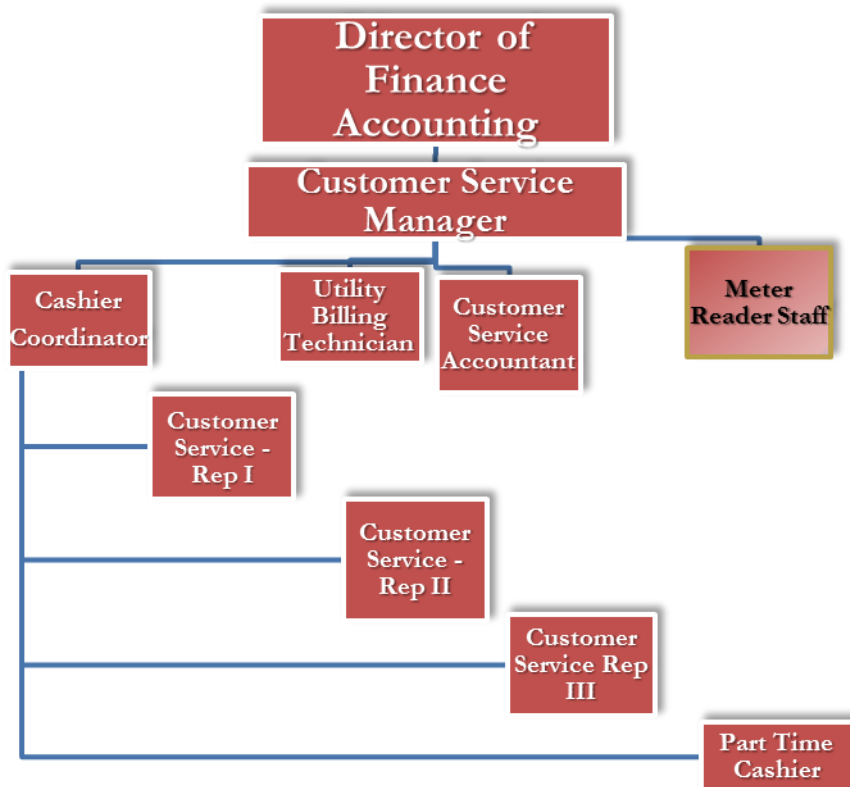 Director of
Finance
Accounting
Customer Service
Manager
Cashier
Coordinator
Utility
Billing
Technician
Customer
Service
Accountant
Meter
Reader Staff
Customer
Service -
Rep I
Customer
Service -
Rep II
Customer
Service Rep
III
Part Time
Cashier